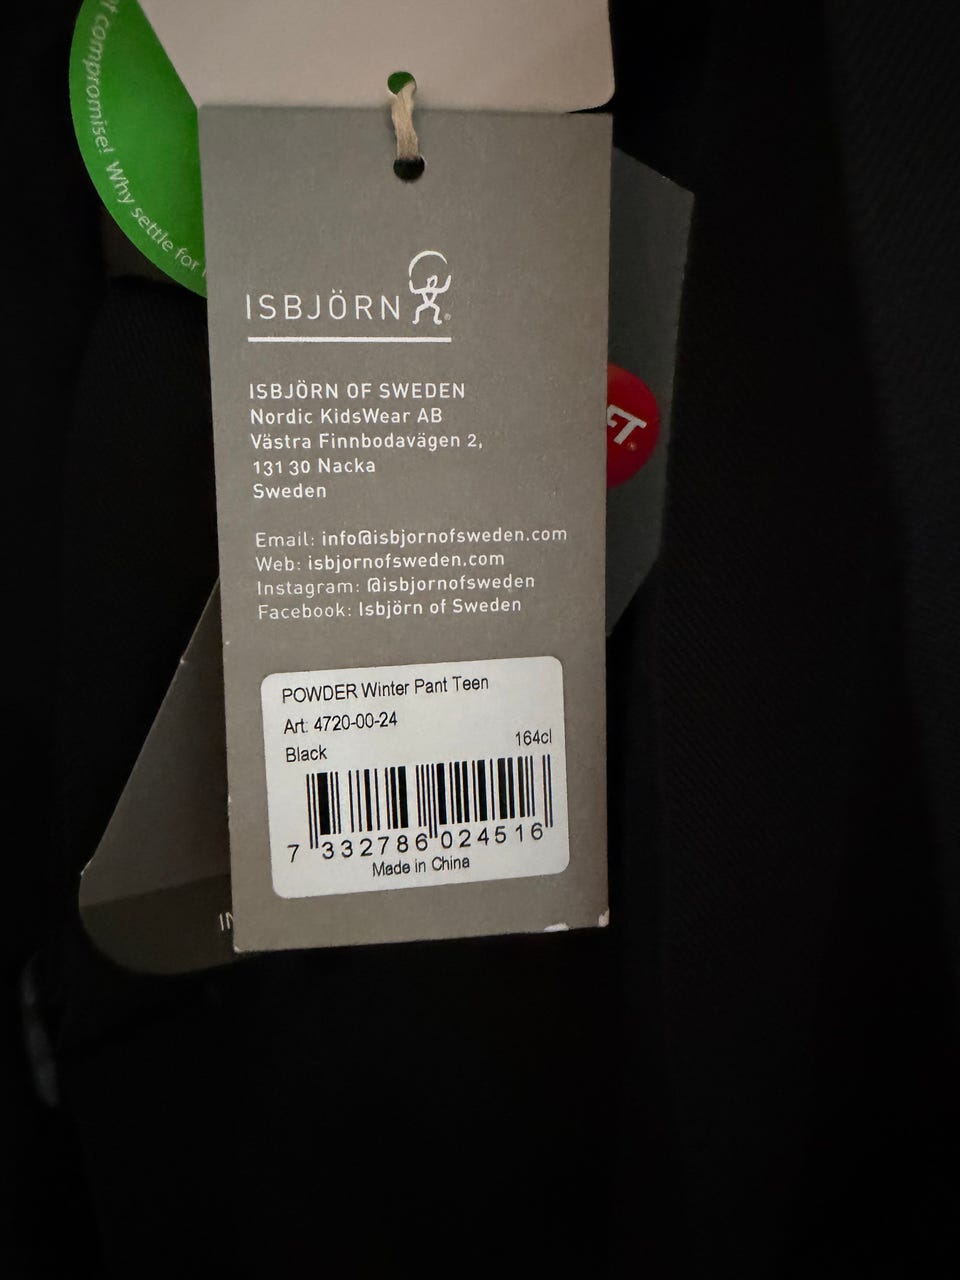 of compromise! Why settle for
ISBJÖRN
ISBJÖRN OF SWEDEN
Nordic KidsWear AB
Västra Finnbodavägen 2,
131 30 Nacka
Sweden
Email: info@isbjornofsweden.com
Web: isbjornofsweden.com
Instagram: @isbjornofsweden
Facebook: Isbjörn of Sweden
POWDER Winter Pant Teen
Art: 4720-00-24
Black
164cl
7 332786 024516
Made in China